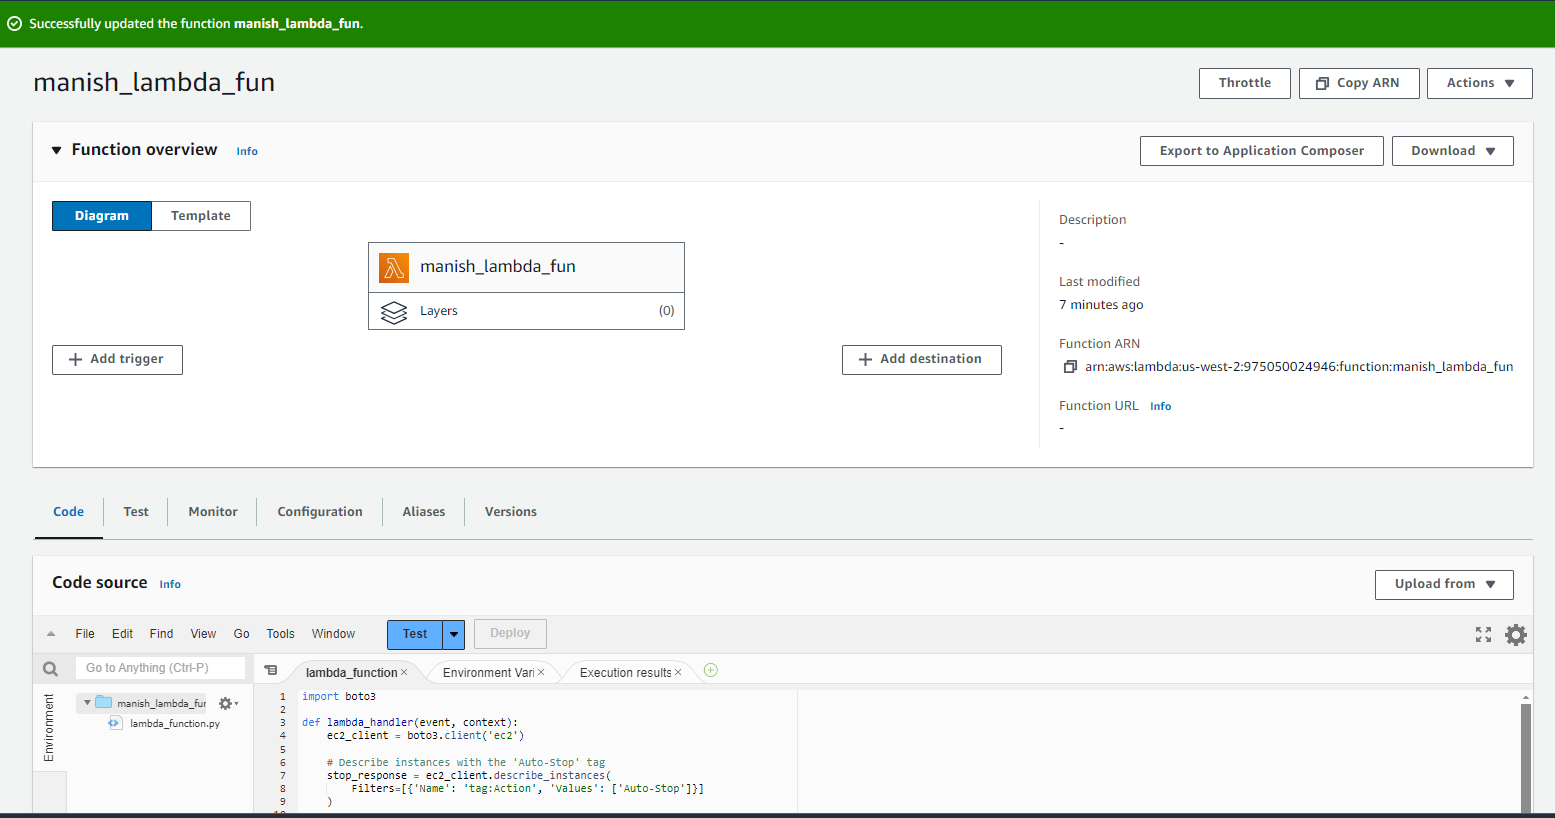 Successfully updated the function manish_lambda_fun.
manish_lambda_fun
Throttle
Copy ARN
Actions
Function overview
Info
Export to Application Composer
Download
Diagram
Template
manish_lambda_fun
Layers
(0)
Add trigger
Add destination
Description
-
Last modified
7 minutes ago
Function ARN
arn:aws:lambda:us-west-2:975050024946:function:manish_lambda_fun
Function URL Info
-
Code
Test
Monitor
Configuration
Aliases
Versions
Code source Info
Upload from
File Edit Find View Go Tools Window
Test
Deploy
Go to Anything (Ctrl-P)
lambda_function
Environment Vari
Execution results
Environment
manish_lambda_fur
lambda_function.py
1 import boto3
2
3 def lambda_handler(event, context):
4 ec2_client = boto3.client('ec2')
5
6 # Describe instances with the 'Auto-Stop' tag
7 stop_response = ec2_client.describe_instances(
8 Filters=[{'Name': 'tag:Action', 'Values': ['Auto-Stop']}]
9 )